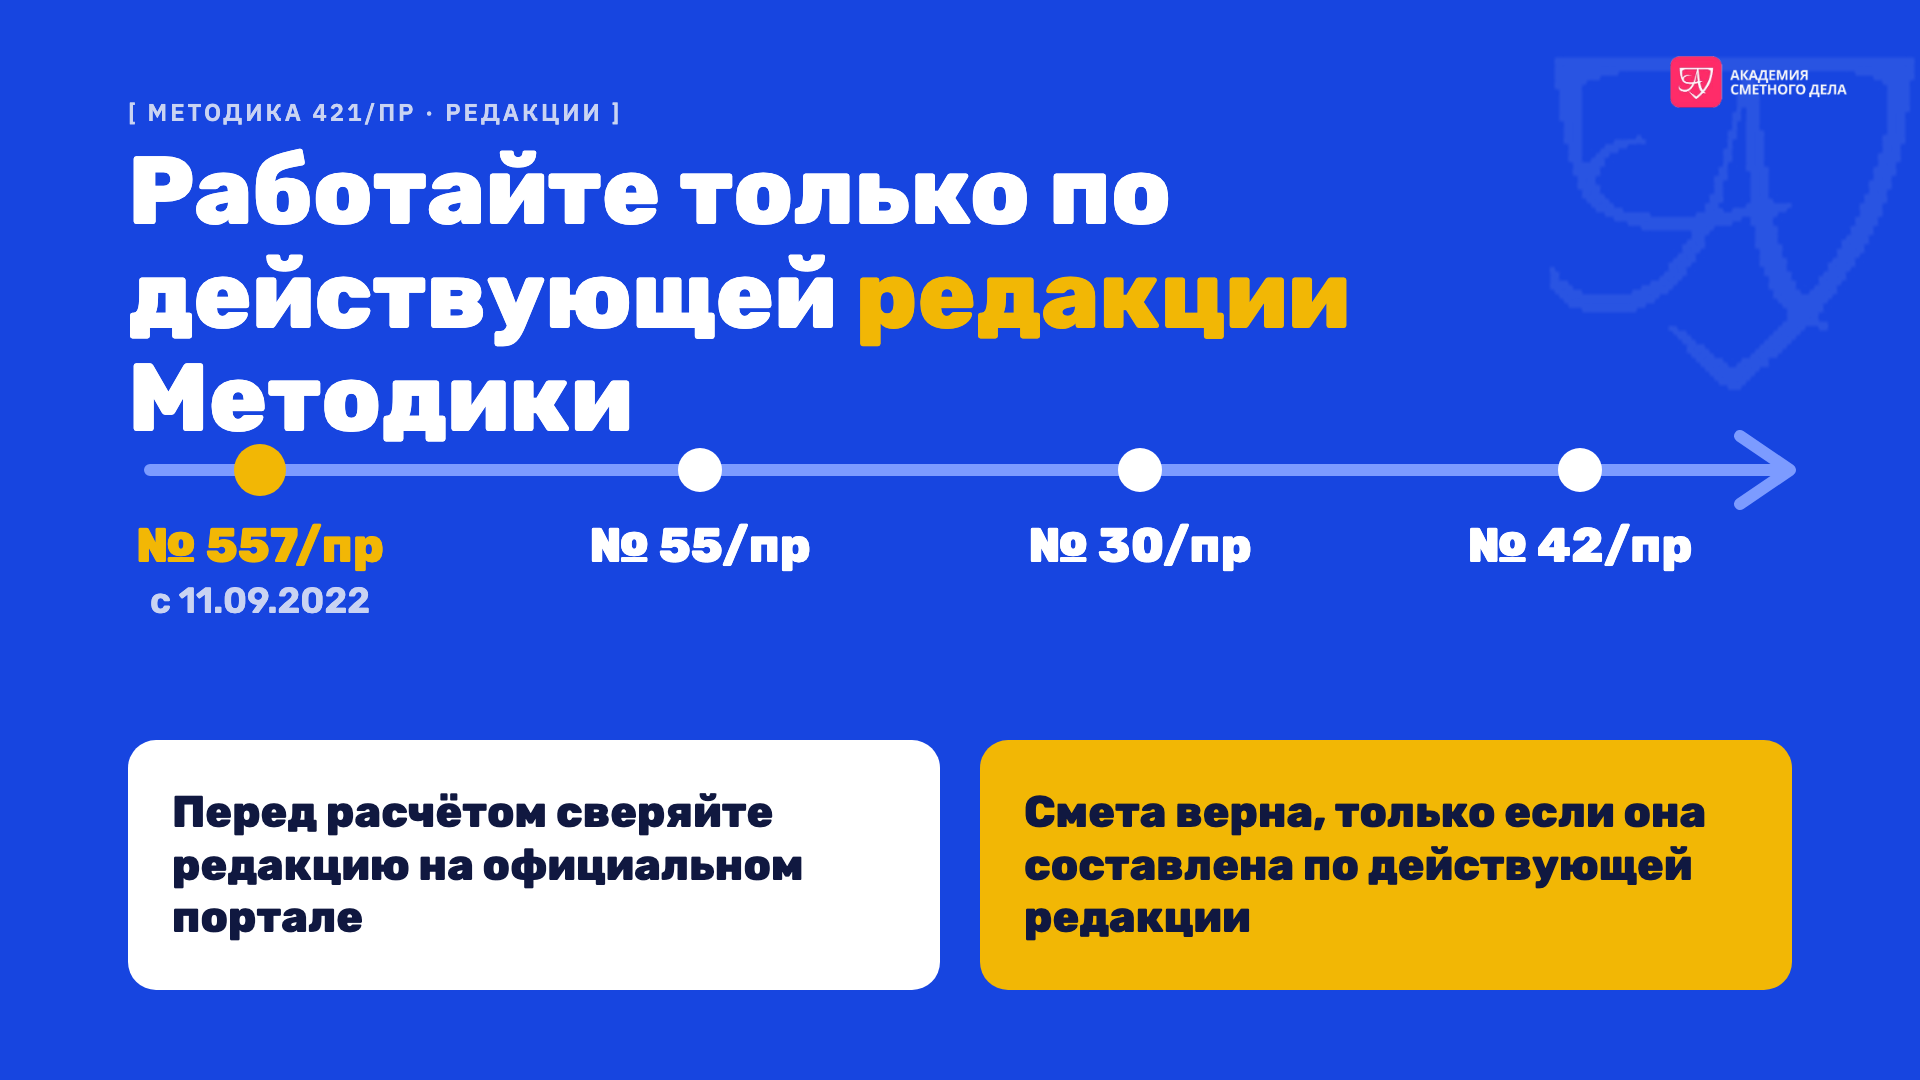 [ МЕТОДИКА 421/ПР · РЕДАКЦИИ ]
АКАДЕМИЯ
СМЕТНОГО ДЕЛА
Работайте только по
действующей редакции
Методики
№ 557/пр
с 11.09.2022
№ 55/пр
№ 30/пр
№ 42/пр
Перед расчётом сверяйте
редакцию на официальном
портале
Смета верна, только если она
составлена по действующей
редакции